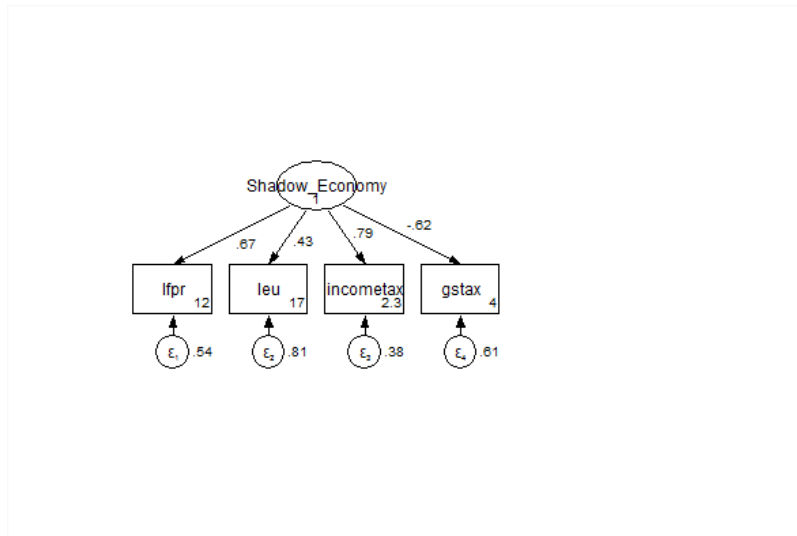 Shadow_Economy
1
.67
.43
.79
-.62
lfpr
12
leu
17
incometax
2.3
gstax
4
ε₁
.54
ε₂
.81
ε₃
.38
ε₄
.61